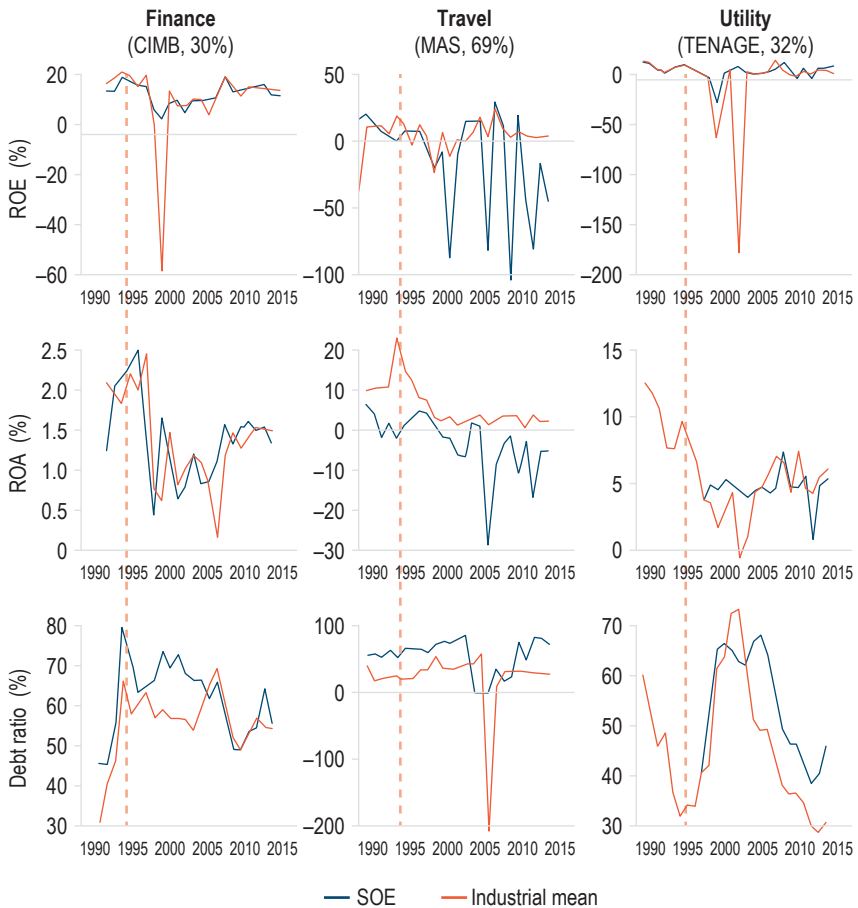 Finance
(CIMB, 30%)
Travel
(MAS, 69%)
Utility
(TENAGE, 32%)
ROE (%)
20
0
–20
–40
–60
1990 1995 2000 2005 2010 2015
100
50
0
–50
–100
1990 1995 2000 2005 2010 2015
0
–50
–100
–150
–200
1990 1995 2000 2005 2010 2015
ROA (%)
2.5
2.0
1.5
1.0
0.5
0
1990 1995 2000 2005 2010 2015
20
10
0
–10
–20
–30
1990 1995 2000 2005 2010 2015
15
10
5
0
1990 1995 2000 2005 2010 2015
Debt ratio (%)
80
70
60
50
40
30
1990 1995 2000 2005 2010 2015
100
0
–100
–200
1990 1995 2000 2005 2010 2015
70
60
50
40
30
1990 1995 2000 2005 2010 2015
SOE
Industrial mean